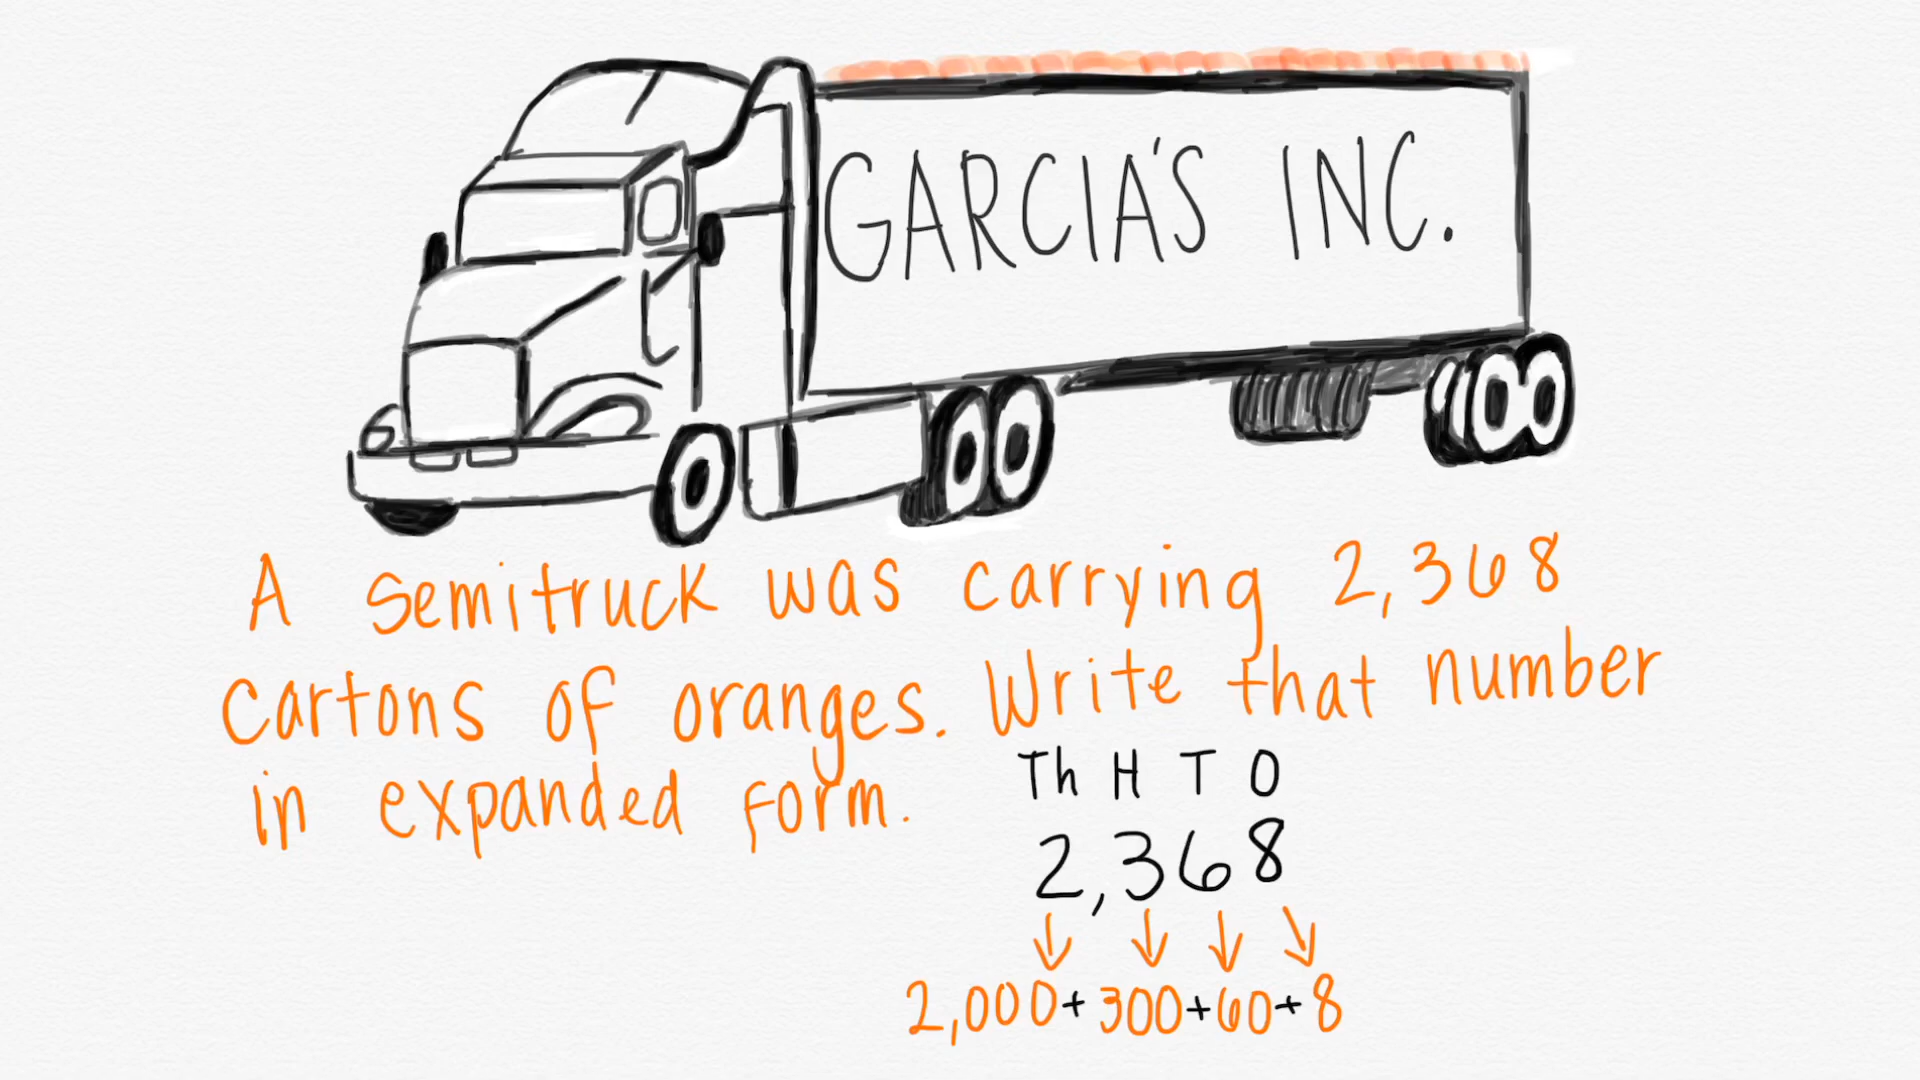 GARCIA'S INC.
A semitruck was carrying 2,368
cartons of oranges. Write that number
in expanded form.
Th H T O
2,368
↓ ↓ ↓ ↘
2,000+300+60+8